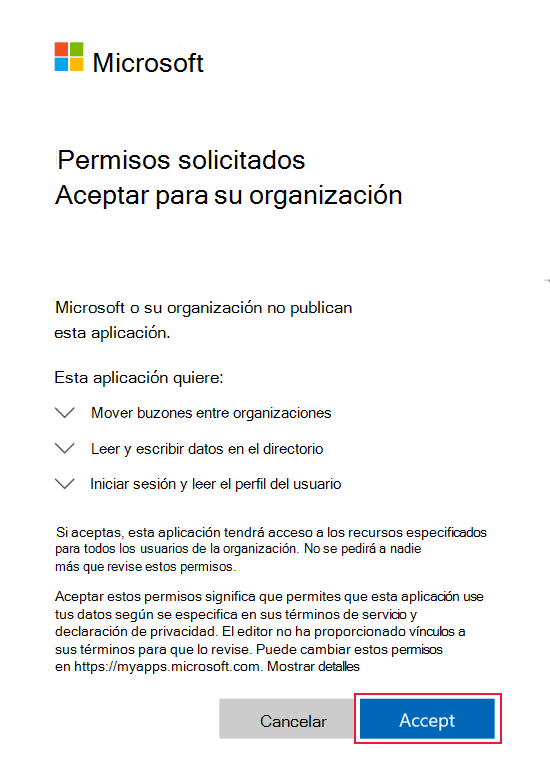 Microsoft
Permisos solicitados
Aceptar para su organización
Microsoft o su organización no publican
esta aplicación.
Esta aplicación quiere:
Mover buzones entre organizaciones
Leer y escribir datos en el directorio
Iniciar sesión y leer el perfil del usuario
Si aceptas, esta aplicación tendrá acceso a los recursos especificados
para todos los usuarios de la organización. No se pedirá a nadie
más que revise estos permisos.
Aceptar estos permisos significa que permites que esta aplicación use
tus datos según se especifica en sus términos de servicio y
declaración de privacidad. El editor no ha proporcionado vínculos a
sus términos para que lo revise. Puede cambiar estos permisos
en https://myapps.microsoft.com. Mostrar detalles
Cancelar Accept